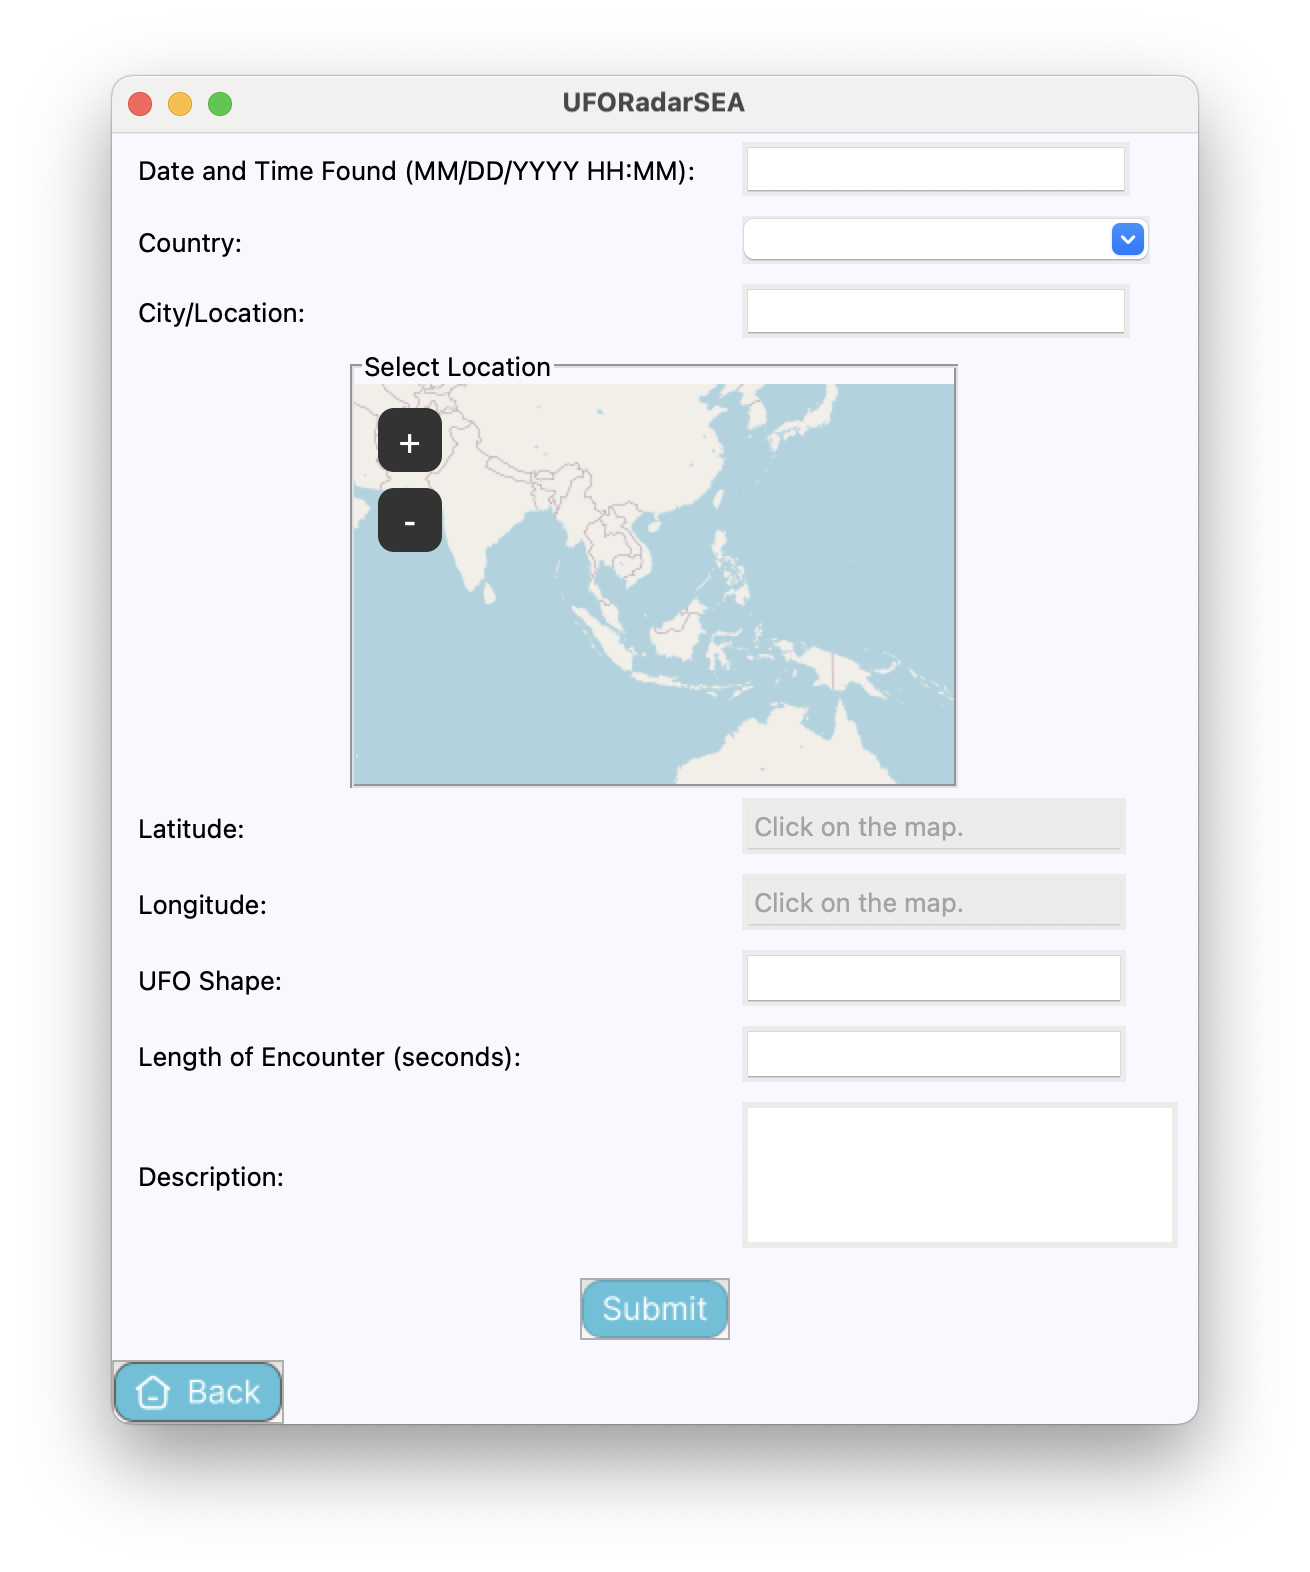 UFORadarSEA
Date and Time Found (MM/DD/YYYY HH:MM):
Country:
City/Location:
Select Location
+
-
Latitude:
Click on the map.
Longitude:
Click on the map.
UFO Shape:
Length of Encounter (seconds):
Description:
Submit
Back